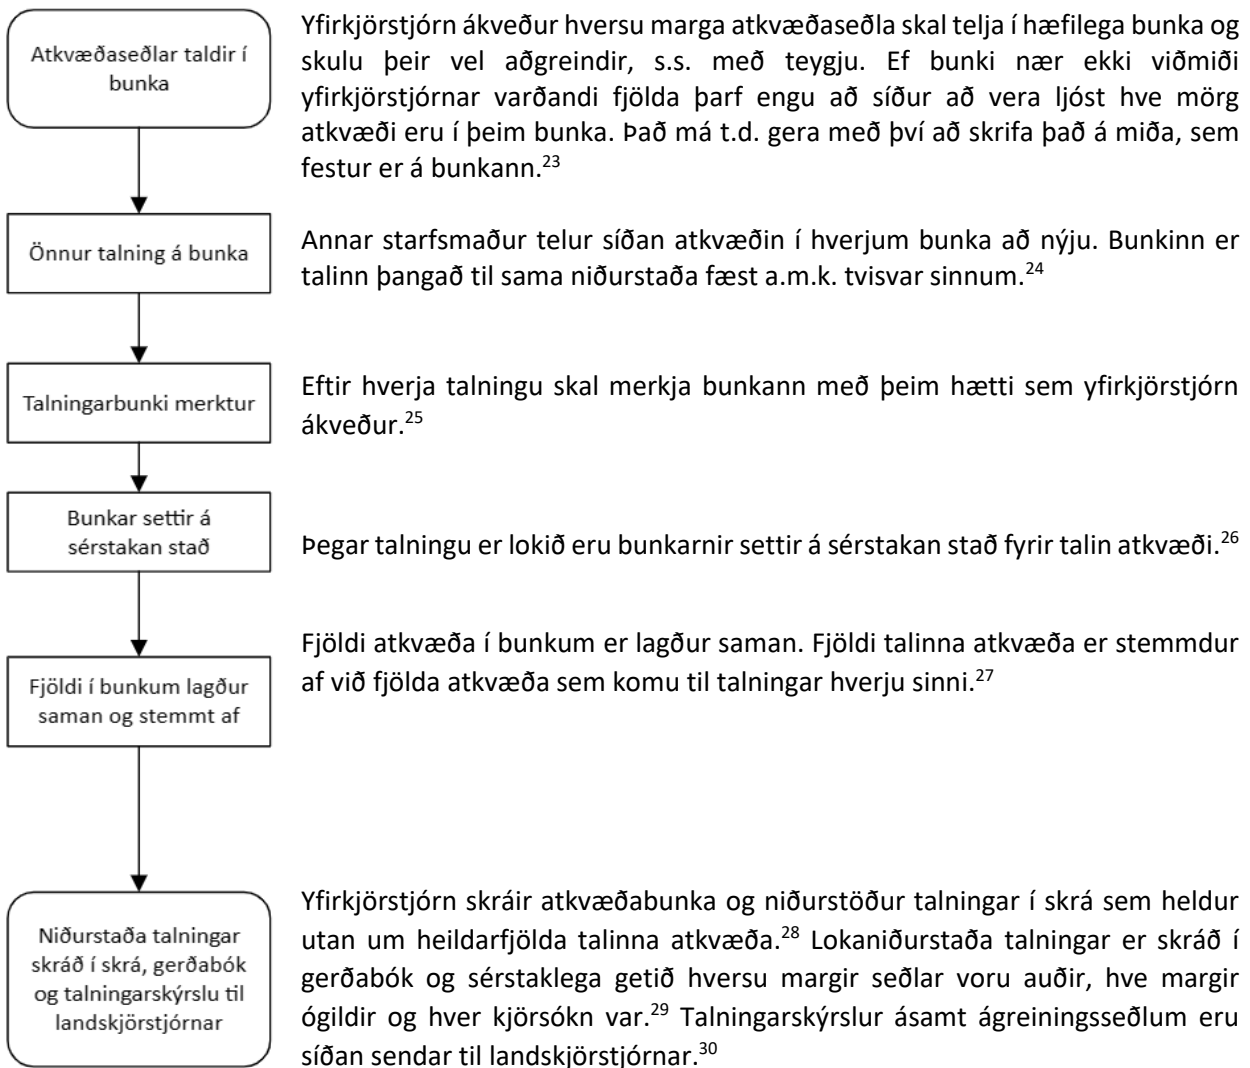 Atkvæðaseðlar taldir í
bunka
Yfirkjörstjórn ákveður hversu marga atkvæðaseðla skal telja í hæfilega bunka og
skulu þeir vel aðgreindir, s.s. með teygju. Ef bunki nær ekki viðmiði
yfirkjörstjórnar varðandi fjölda þarf engu að síður að vera ljóst hve mörg
atkvæði eru í þeim bunka. Það má t.d. gera með því að skrifa það á miða, sem
festur er á bunkann.23
Önnur talning á bunka
Annar starfsmaður telur síðan atkvæðin í hverjum bunka að nýju. Bunkinn er
talinn þangað til sama niðurstaða fæst a.m.k. tvisvar sinnum.24
Talningarbunki merktur
Eftir hverja talningu skal merkja bunkann með þeim hætti sem yfirkjörstjórn
ákveður.25
Bunkar settir á
sérstakan stað
Þegar talningu er lokið eru bunkarnir settir á sérstakan stað fyrir talin atkvæði.26
Fjöldi í bunkum lagður
saman og stemmt af
Fjöldi atkvæða í bunkum er lagður saman. Fjöldi talinna atkvæða er stemmdur
af við fjölda atkvæða sem komu til talningar hverju sinni.27
Niðurstaða talningar
skráð í skrá, gerðabók
og talningarskýrslu til
landskjörstjórnar
Yfirkjörstjórn skráir atkvæðabunka og niðurstöður talningar í skrá sem heldur
utan um heildarfjölda talinna atkvæða.28 Lokaniðurstaða talningar er skráð í
gerðabók og sérstaklega getið hversu margir seðlar voru auðir, hve margir
ógildir og hver kjörsókn var.29 Talningarskýrslur ásamt ágreiningsseðlum eru
síðan sendar til landskjörstjórnar.30